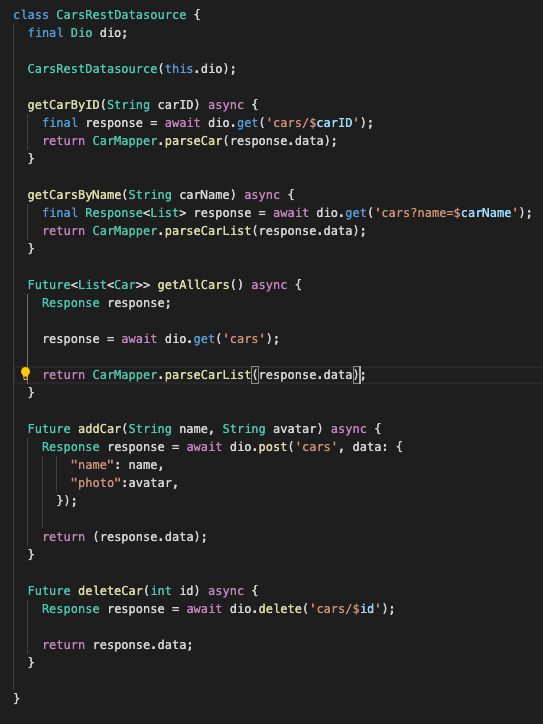 class CarsRestDatasource {
final Dio dio;
CarsRestDatasource(this.dio);
getCarByID(String carID) async {
final response = await dio.get('cars/$carID');
return CarMapper.parseCar(response.data);
}
getCarsByName(String carName) async {
final Response<List> response = await dio.get('cars?name=$carName');
return CarMapper.parseCarList(response.data);
}
Future<List<Car>> getAllCars() async {
Response response;
response = await dio.get('cars');
return CarMapper.parseCarList(response.data);
}
Future addCar(String name, String avatar) async {
Response response = await dio.post('cars', data: {
"name": name,
"photo":avatar,
});
return (response.data);
}
Future deleteCar(int id) async {
Response response = await dio.delete('cars/$id');
return response.data;
}
}